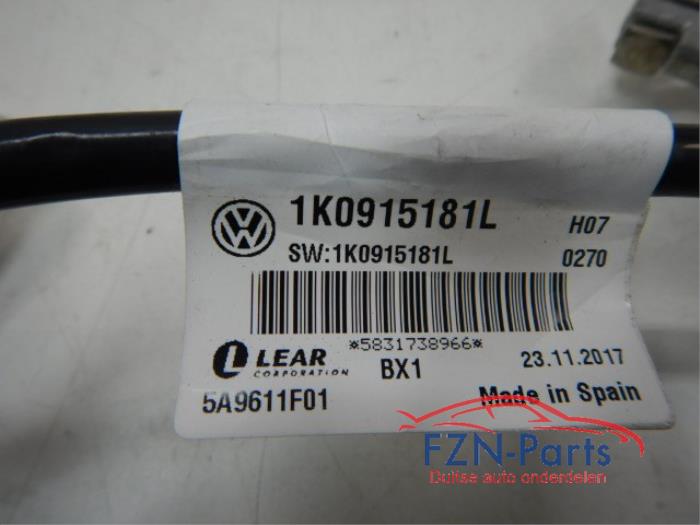 VW 1K0915181L H07
SW:1K0915181L 0270
*5831738966*
LEAR BX1 23.11.2017
CORPORATION
5A9611F01 Made in Spain
FZN-Parts
Duitse auto onderdelen